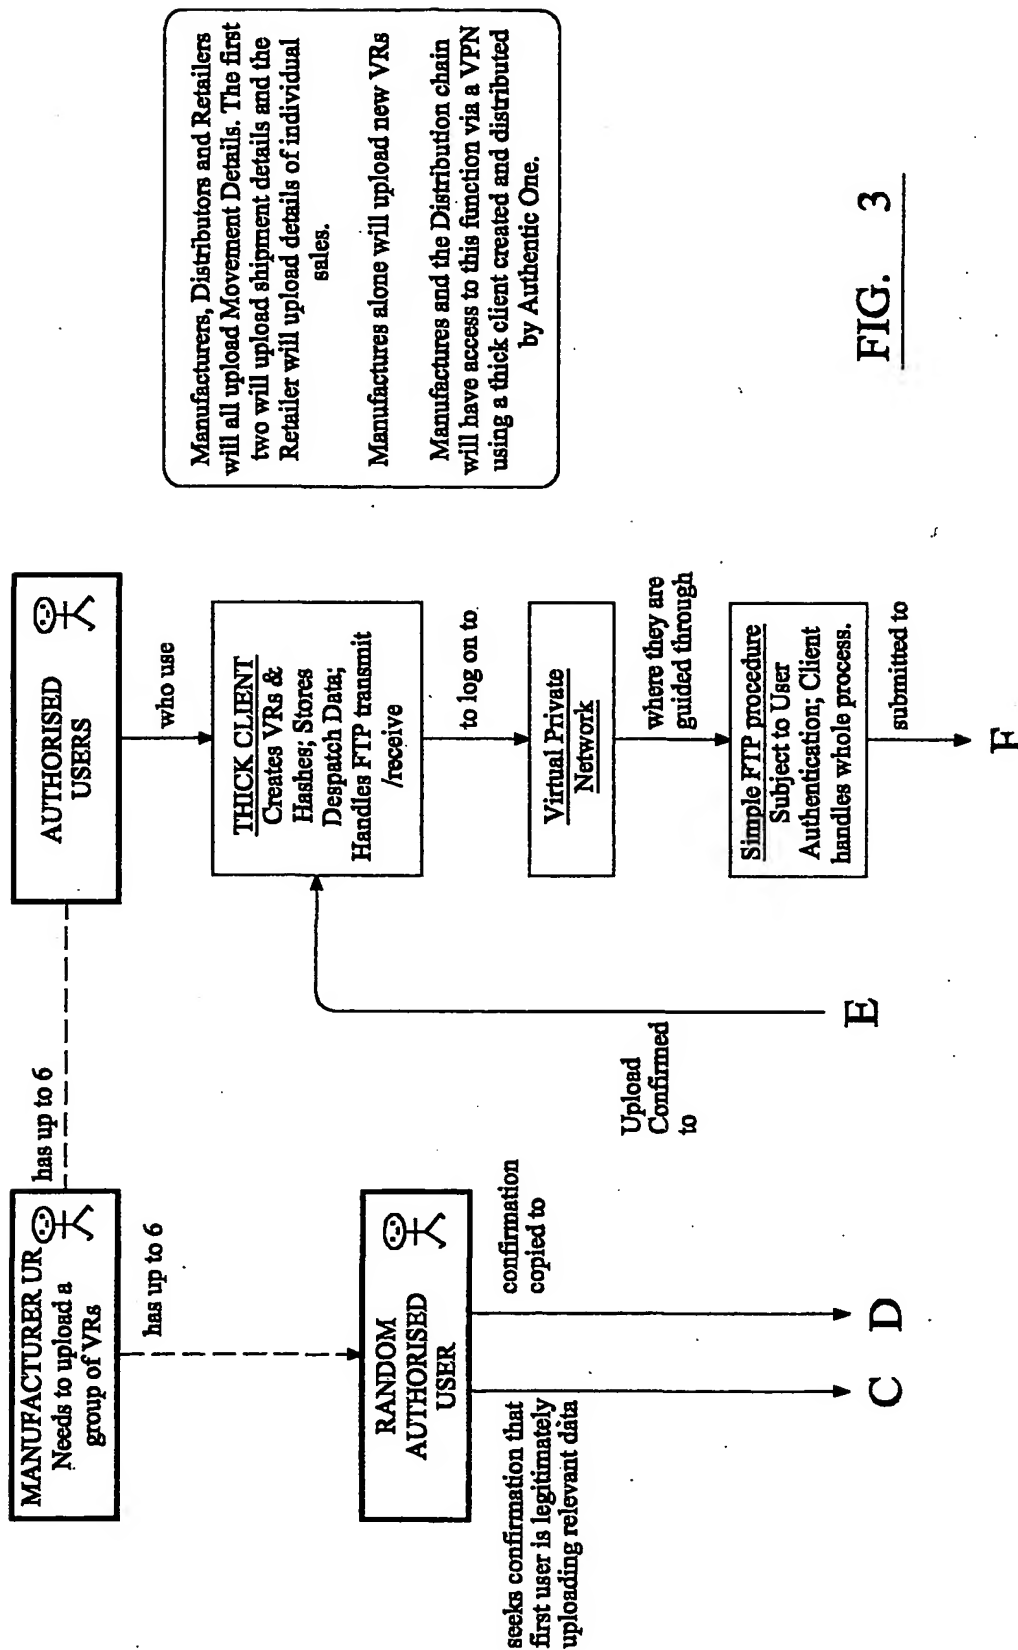 MANUFACTURER UR
Needs to upload a
group of VRs
has up to 6
AUTHORISED
USERS
has up to 6
who use
RANDOM
AUTHORISED
USER
THICK CLIENT
Creates VRs &
Hashes; Stores
Despatch Data;
Handles FTP transmit
/receive
to log on to
Virtual Private
Network
where they are
guided through
Simple FTP procedure
Subject to User
Authentication; Client
handles whole process.
submitted to
seeks confirmation that
first user is legitimately
uploading relevant data
confirmation
copied to
Upload
Confirmed
to
C
D
E
F
Manufacturers, Distributors and Retailers
will all upload Movement Details. The first
two will upload shipment details and the
Retailer will upload details of individual
sales.
Manufactures alone will upload new VRs
Manufactures and the Distribution chain
will have access to this function via a VPN
using a thick client created and distributed
by Authentic One.
FIG. 3